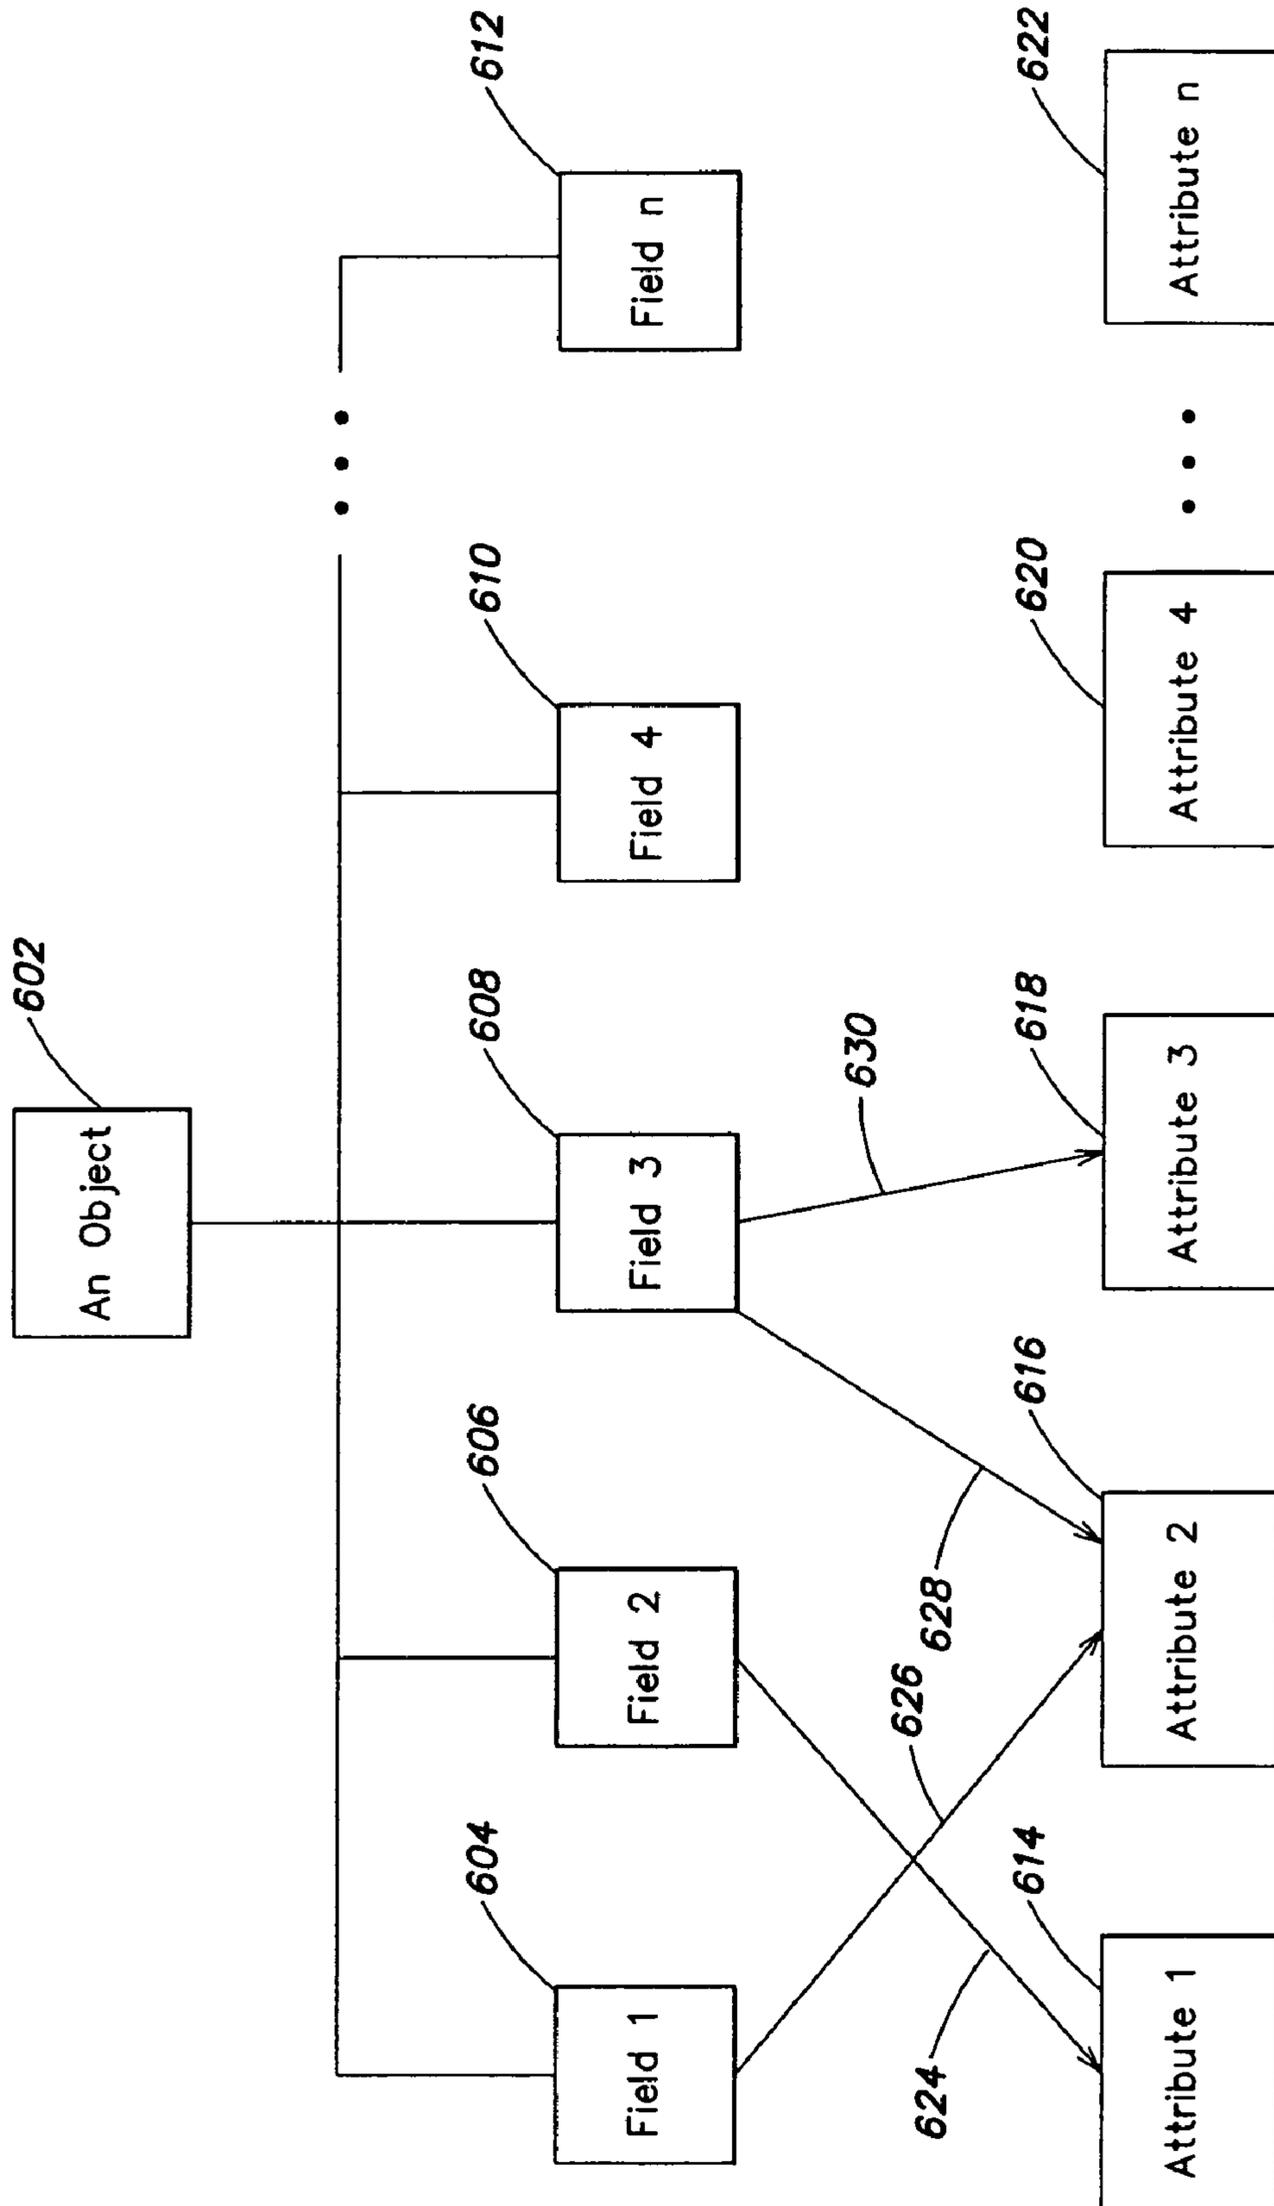 602
An Object
604
606
608
610
612
Field 1
Field 2
Field 3
Field 4
Field n
624
626
628
630
614
616
618
620
622
Attribute 1
Attribute 2
Attribute 3
Attribute 4
Attribute n